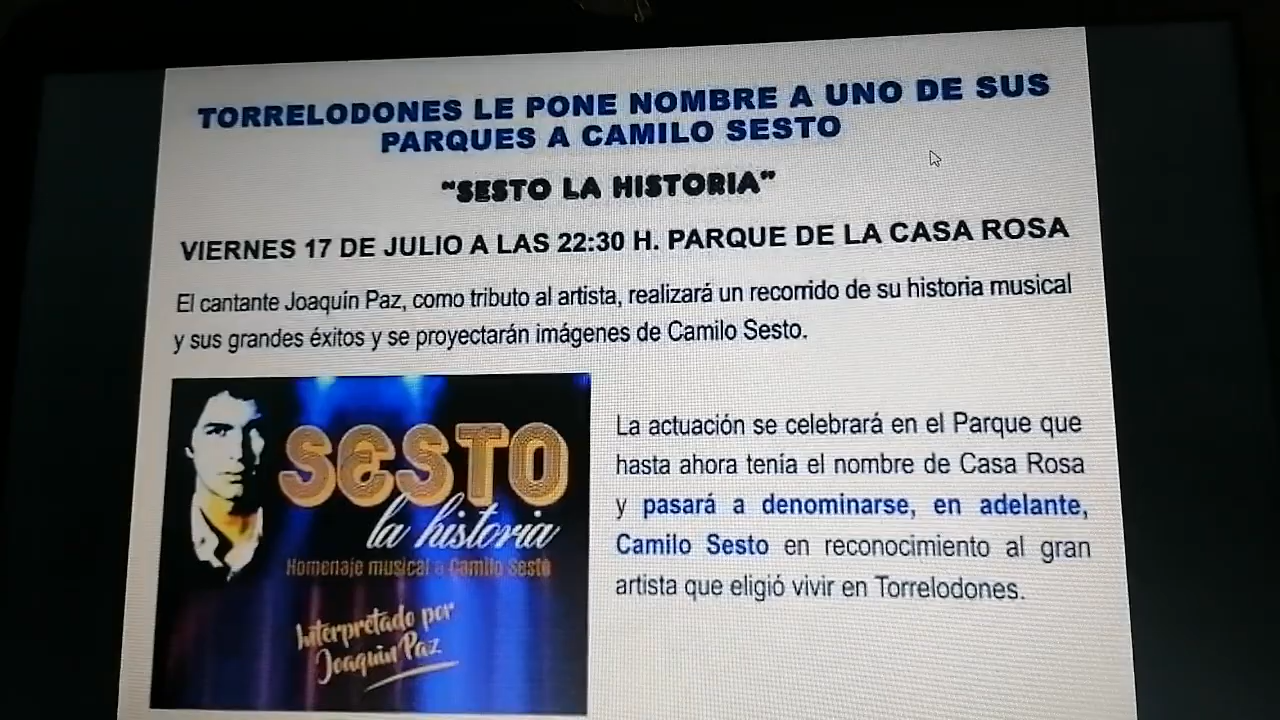 TORRELODONES LE PONE NOMBRE A UNO DE SUS
PARQUES A CAMILO SESTO
"SESTO LA HISTORIA"
VIERNES 17 DE JULIO A LAS 22:30 H. PARQUE DE LA CASA ROSA
El cantante Joaquín Paz, como tributo al artista, realizará un recorrido de su historia musical
y sus grandes éxitos y se proyectarán imágenes de Camilo Sesto.
SESTO
la historia
Homenaje musical a Camilo Sesto
Interpretado por
Joaquín Paz
La actuación se celebrará en el Parque que
hasta ahora tenía el nombre de Casa Rosa
y pasará a denominarse, en adelante,
Camilo Sesto en reconocimiento al gran
artista que eligió vivir en Torrelodones.